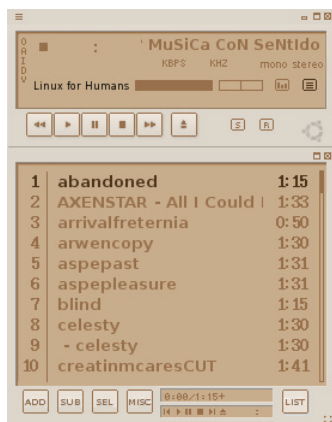 ' MuSiCa CoN SeNtIdo
O
A
I
D
V
KBPS KHZ mono stereo
Linux for Humans
S R
1 abandoned 1:15
2 AXENSTAR - All I Could I 1:33
3 arrivalfreternia 0:50
4 arwencopy 1:30
5 aspepast 1:31
6 aspepleasure 1:31
7 blind 1:15
8 celesty 1:30
9 - celesty 1:30
10 creatinmcaresCUT 1:41
ADD SUB SEL MISC 0:00/1:15+ LIST